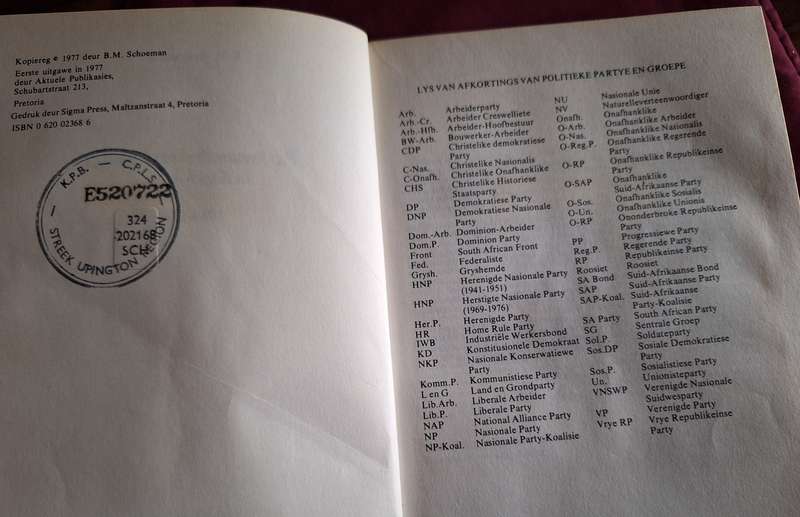 Kopiereg © 1977 deur B.M. Schoeman
Eerste uitgawe in 1977
deur Aktuele Publikasies,
Schubartstraat 213,
Pretoria
Gedruk deur Sigma Press, Maltzanstraat 4, Pretoria
ISBN 0 620 02368 6
K.P.B. — C.P.L.S.
E520722
324
202168
SCH
STREEK UPINGTON REGION
LYS VAN AFKORTINGS VAN POLITIEKE PARTYE EN GROEPE
Arb. Arbeiderparty
Arb.-Cr. Arbeider Creswelliete
Arb.-Hfb. Arbeider-Hoofbestuur
BW-Arb. Bouwerker-Arbeider
CDP Christelike demokratiese
Party
C-Nas. Christelike Nasionalis
C-Onafh. Christelike Onafhanklike
CHS Christelike Historiese
Staatsparty
DP Demokratiese Party
DNP Demokratiese Nasionale
Party
Dom.-Arb. Dominion-Arbeider
Dom.P. Dominion Party
Front South African Front
Fed. Federaliste
Grysh. Gryshemde
HNP Herenigde Nasionale Party
(1941-1951)
HNP Herstigte Nasionale Party
(1969-1976)
Her.P. Herenigde Party
HR Home Rule Party
IWB Industriële Werkersbond
KD Konstitusionele Demokraat
NKP Nasionale Konserwatiewe
Party
Komm.P. Kommunistiese Party
L en G Land en Grondparty
Lib.Arb. Liberale Arbeider
Lib.P. Liberale Party
NAP National Alliance Party
NP Nasionale Party
NP-Koal. Nasionale Party-Koalisie
NU Nasionale Unie
NV Naturelleverteenwoordiger
Onafh. Onafhanklike
O-Arb. Onafhanklike Arbeider
O-Nas. Onafhanklike Nasionalis
O-Reg.P. Onafhanklike Regerende
Party
O-RP Onafhanklike Republikeinse
Party
O-SAP Onafhanklike
Suid-Afrikaanse Party
O-Sos. Onafhanklike Sosialis
O-Un. Onafhanklike Unionis
O-RP Ononderbroke Republikeinse
Party
PP Progressiewe Party
Reg.P. Regerende Party
RP Republikeinse Party
Roosiet Roosiet
SA Bond Suid-Afrikaanse Bond
SAP Suid-Afrikaanse Party
SAP-Koal. Suid-Afrikaanse
Party-Koalisie
SA Party South African Party
SG Sentrale Groep
Sol.P. Soldateparty
Sos.DP Sosiale Demokratiese
Party
Sos.P. Sosialistiese Party
Un. Unionisteparty
VNSWP Verenigde Nasionale
Suidwesparty
VP Verenigde Party
Vrye RP Vrye Republikeinse
Party